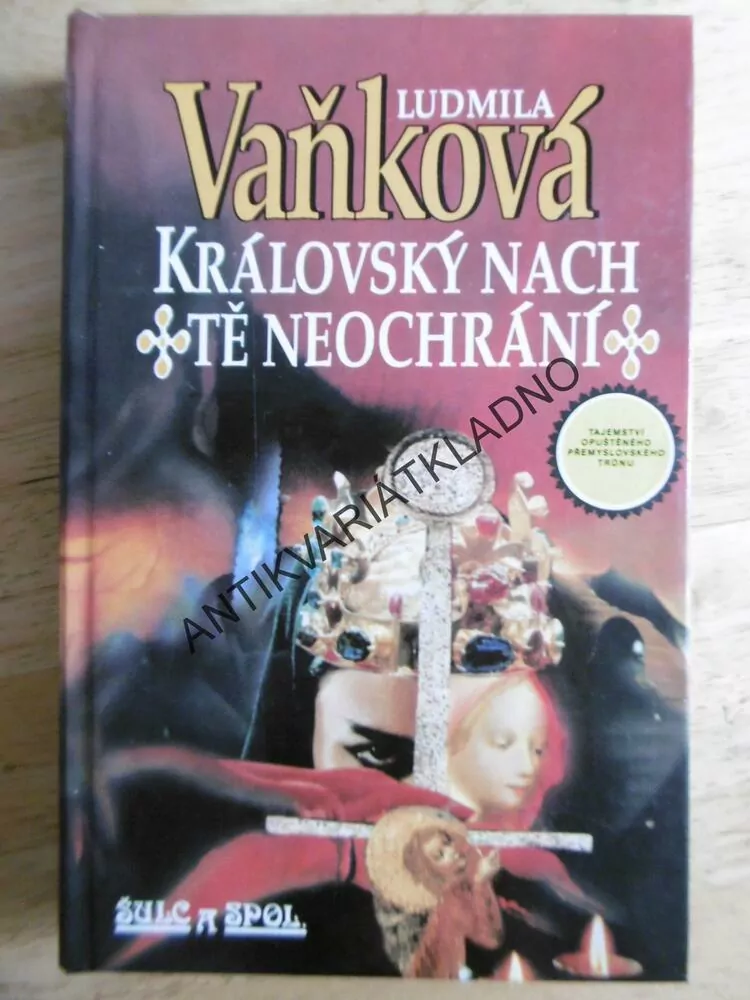 LUDMILA
Vaňková
KRÁLOVSKÝ NACH
TĚ NEOCHRÁNÍ
TAJEMSTVÍ
OPUŠTĚNÉHO
PŘEMYSLOVSKÉHO
TRŮNU
ANTIKVARIÁTKLADNO
ŠULC A SPOL.